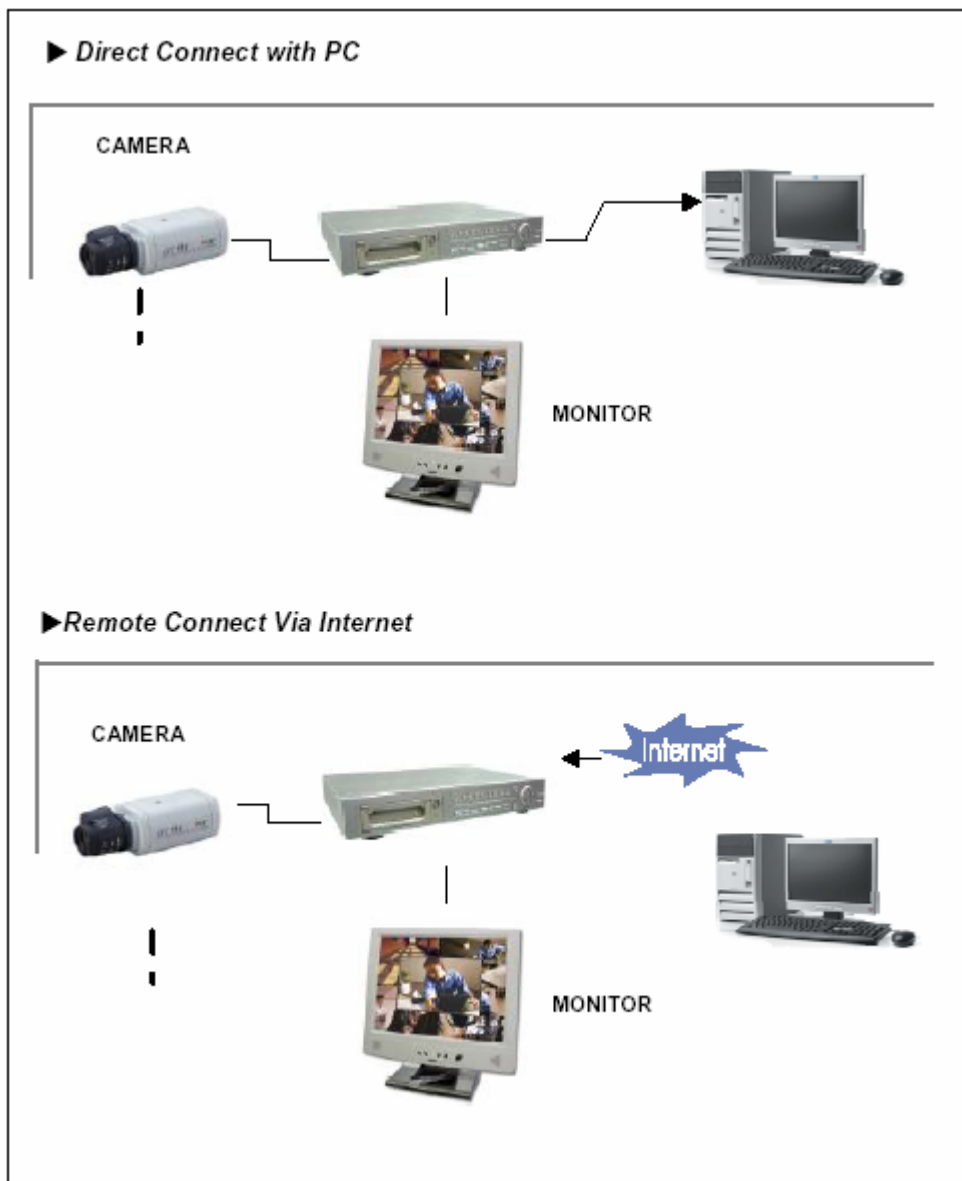 ▶ Direct Connect with PC
CAMERA
MONITOR
▶Remote Connect Via Internet
CAMERA
Internet
MONITOR